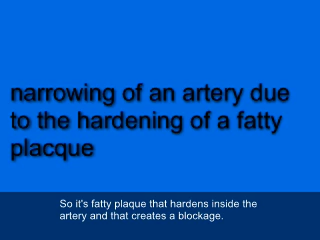 narrowing of an artery due
to the hardening of a fatty
placque
So it's fatty plaque that hardens inside the
artery and that creates a blockage.